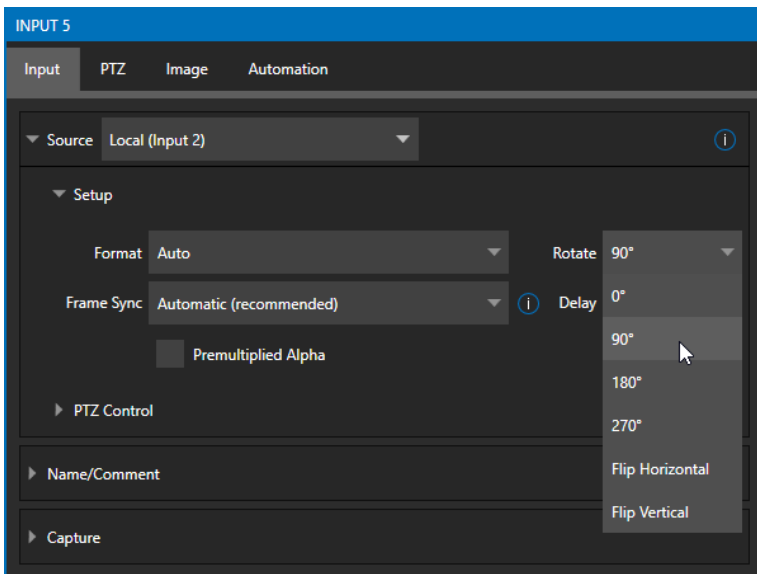 INPUT 5
Input PTZ Image Automation
Source Local (Input 2) i
Setup
Format Auto Rotate 90°
Frame Sync Automatic (recommended) i Delay 0°
90°
Premultiplied Alpha
180°
PTZ Control
270°
Name/Comment Flip Horizontal
Flip Vertical
Capture